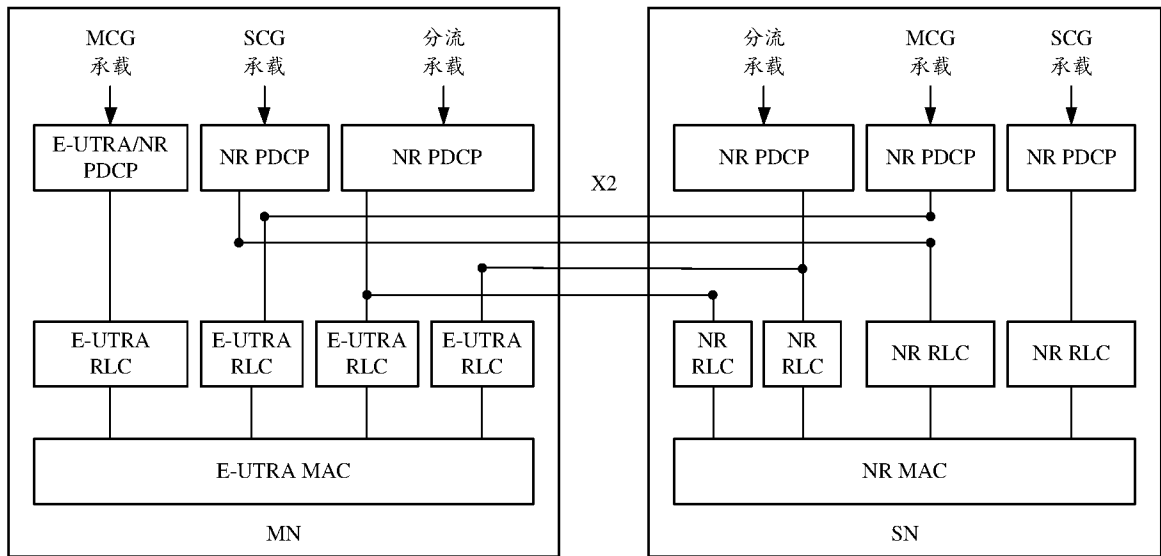 MCG
承载
SCG
承载
分流
承载
分流
承载
MCG
承载
SCG
承载
E-UTRA/NR
PDCP
NR PDCP
NR PDCP
NR PDCP
NR PDCP
NR PDCP
X2
E-UTRA
RLC
E-UTRA
RLC
E-UTRA
RLC
E-UTRA
RLC
NR
RLC
NR
RLC
NR RLC
NR RLC
E-UTRA MAC
NR MAC
MN
SN